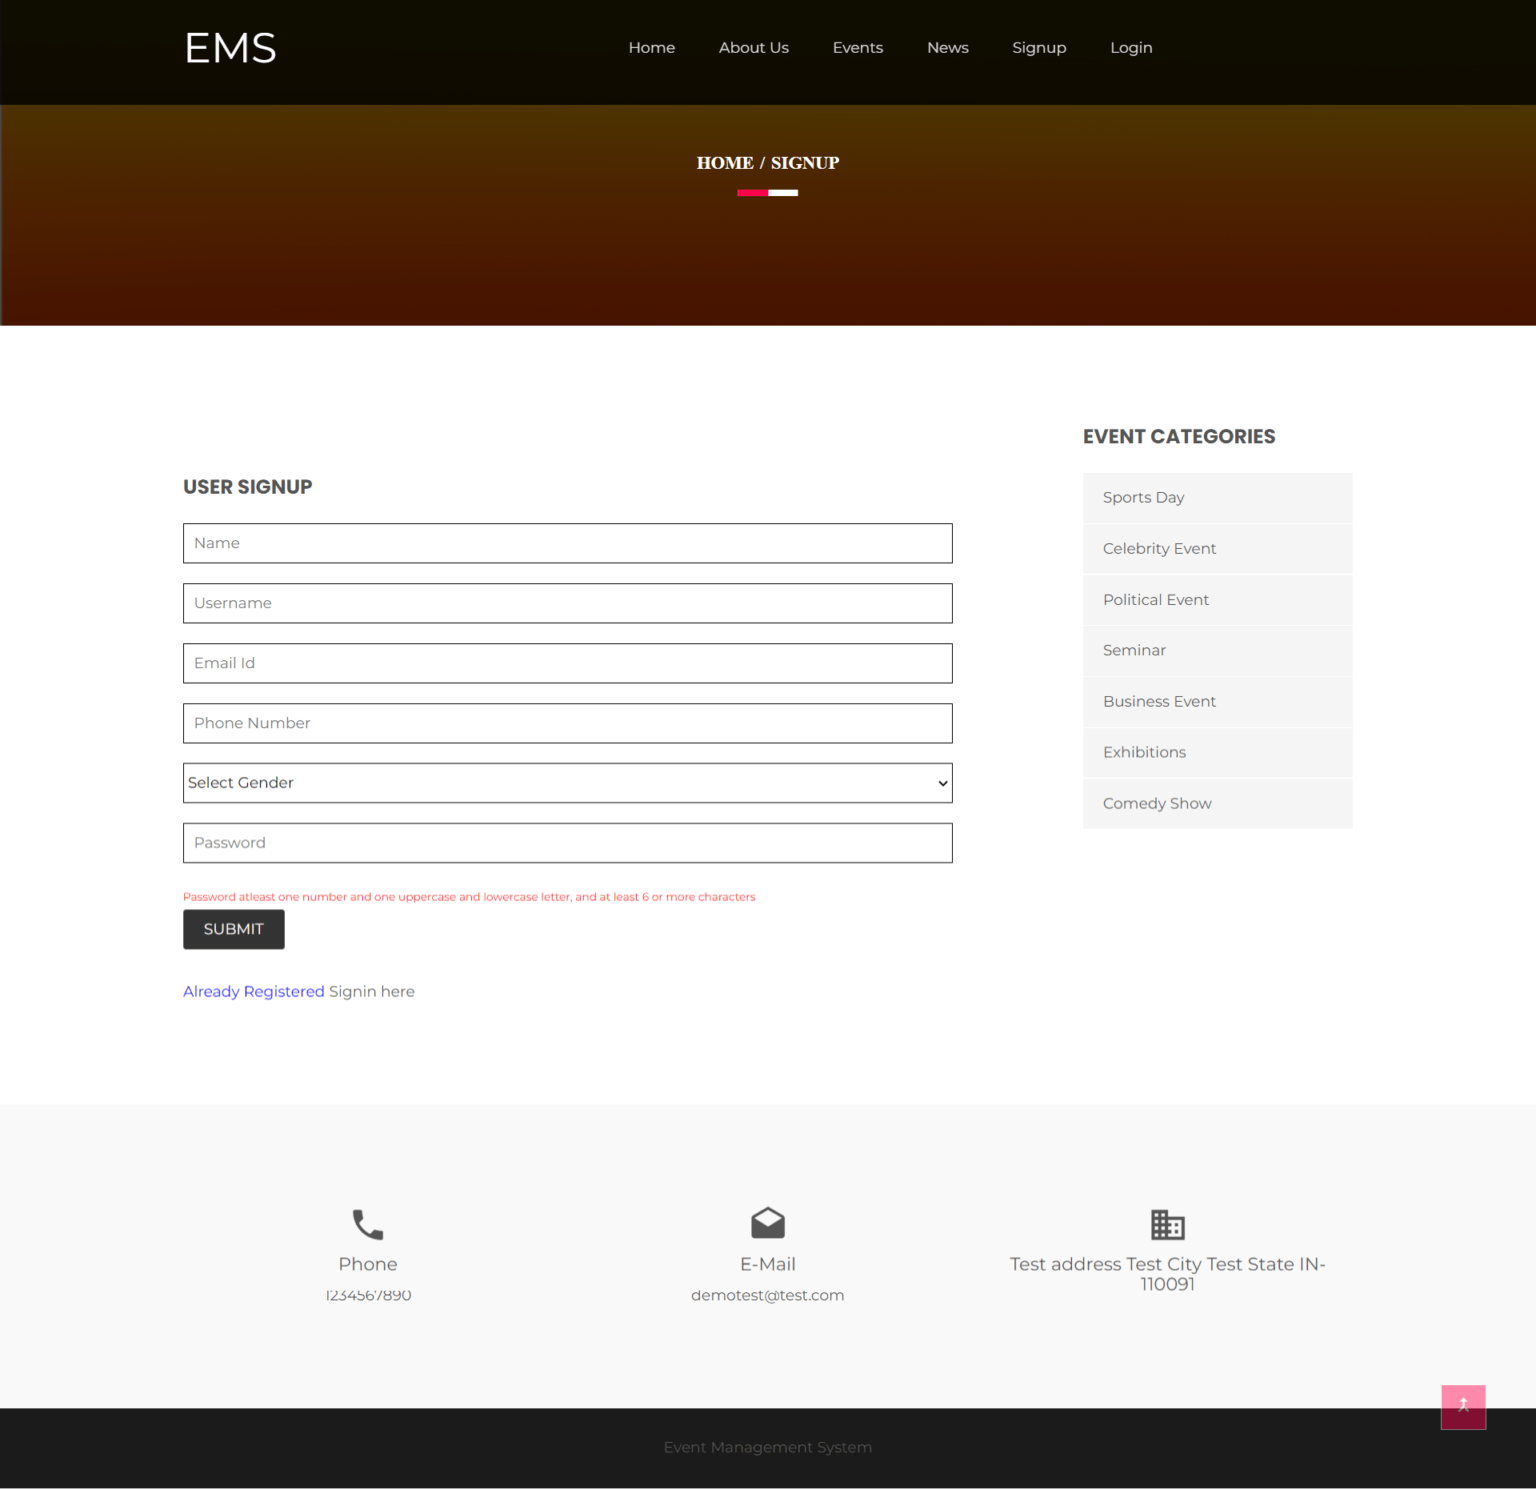 EMS
Home About Us Events News Signup Login
HOME / SIGNUP
EVENT CATEGORIES
Sports Day
Celebrity Event
Political Event
Seminar
Business Event
Exhibitions
Comedy Show
USER SIGNUP
Name
Username
Email Id
Phone Number
Select Gender
Password
Password atleast one number and one uppercase and lowercase letter, and at least 6 or more characters
SUBMIT
Already Registered Signin here
Phone
1234567890
E-Mail
demotest@test.com
Test address Test City Test State IN-
110091
Event Management System